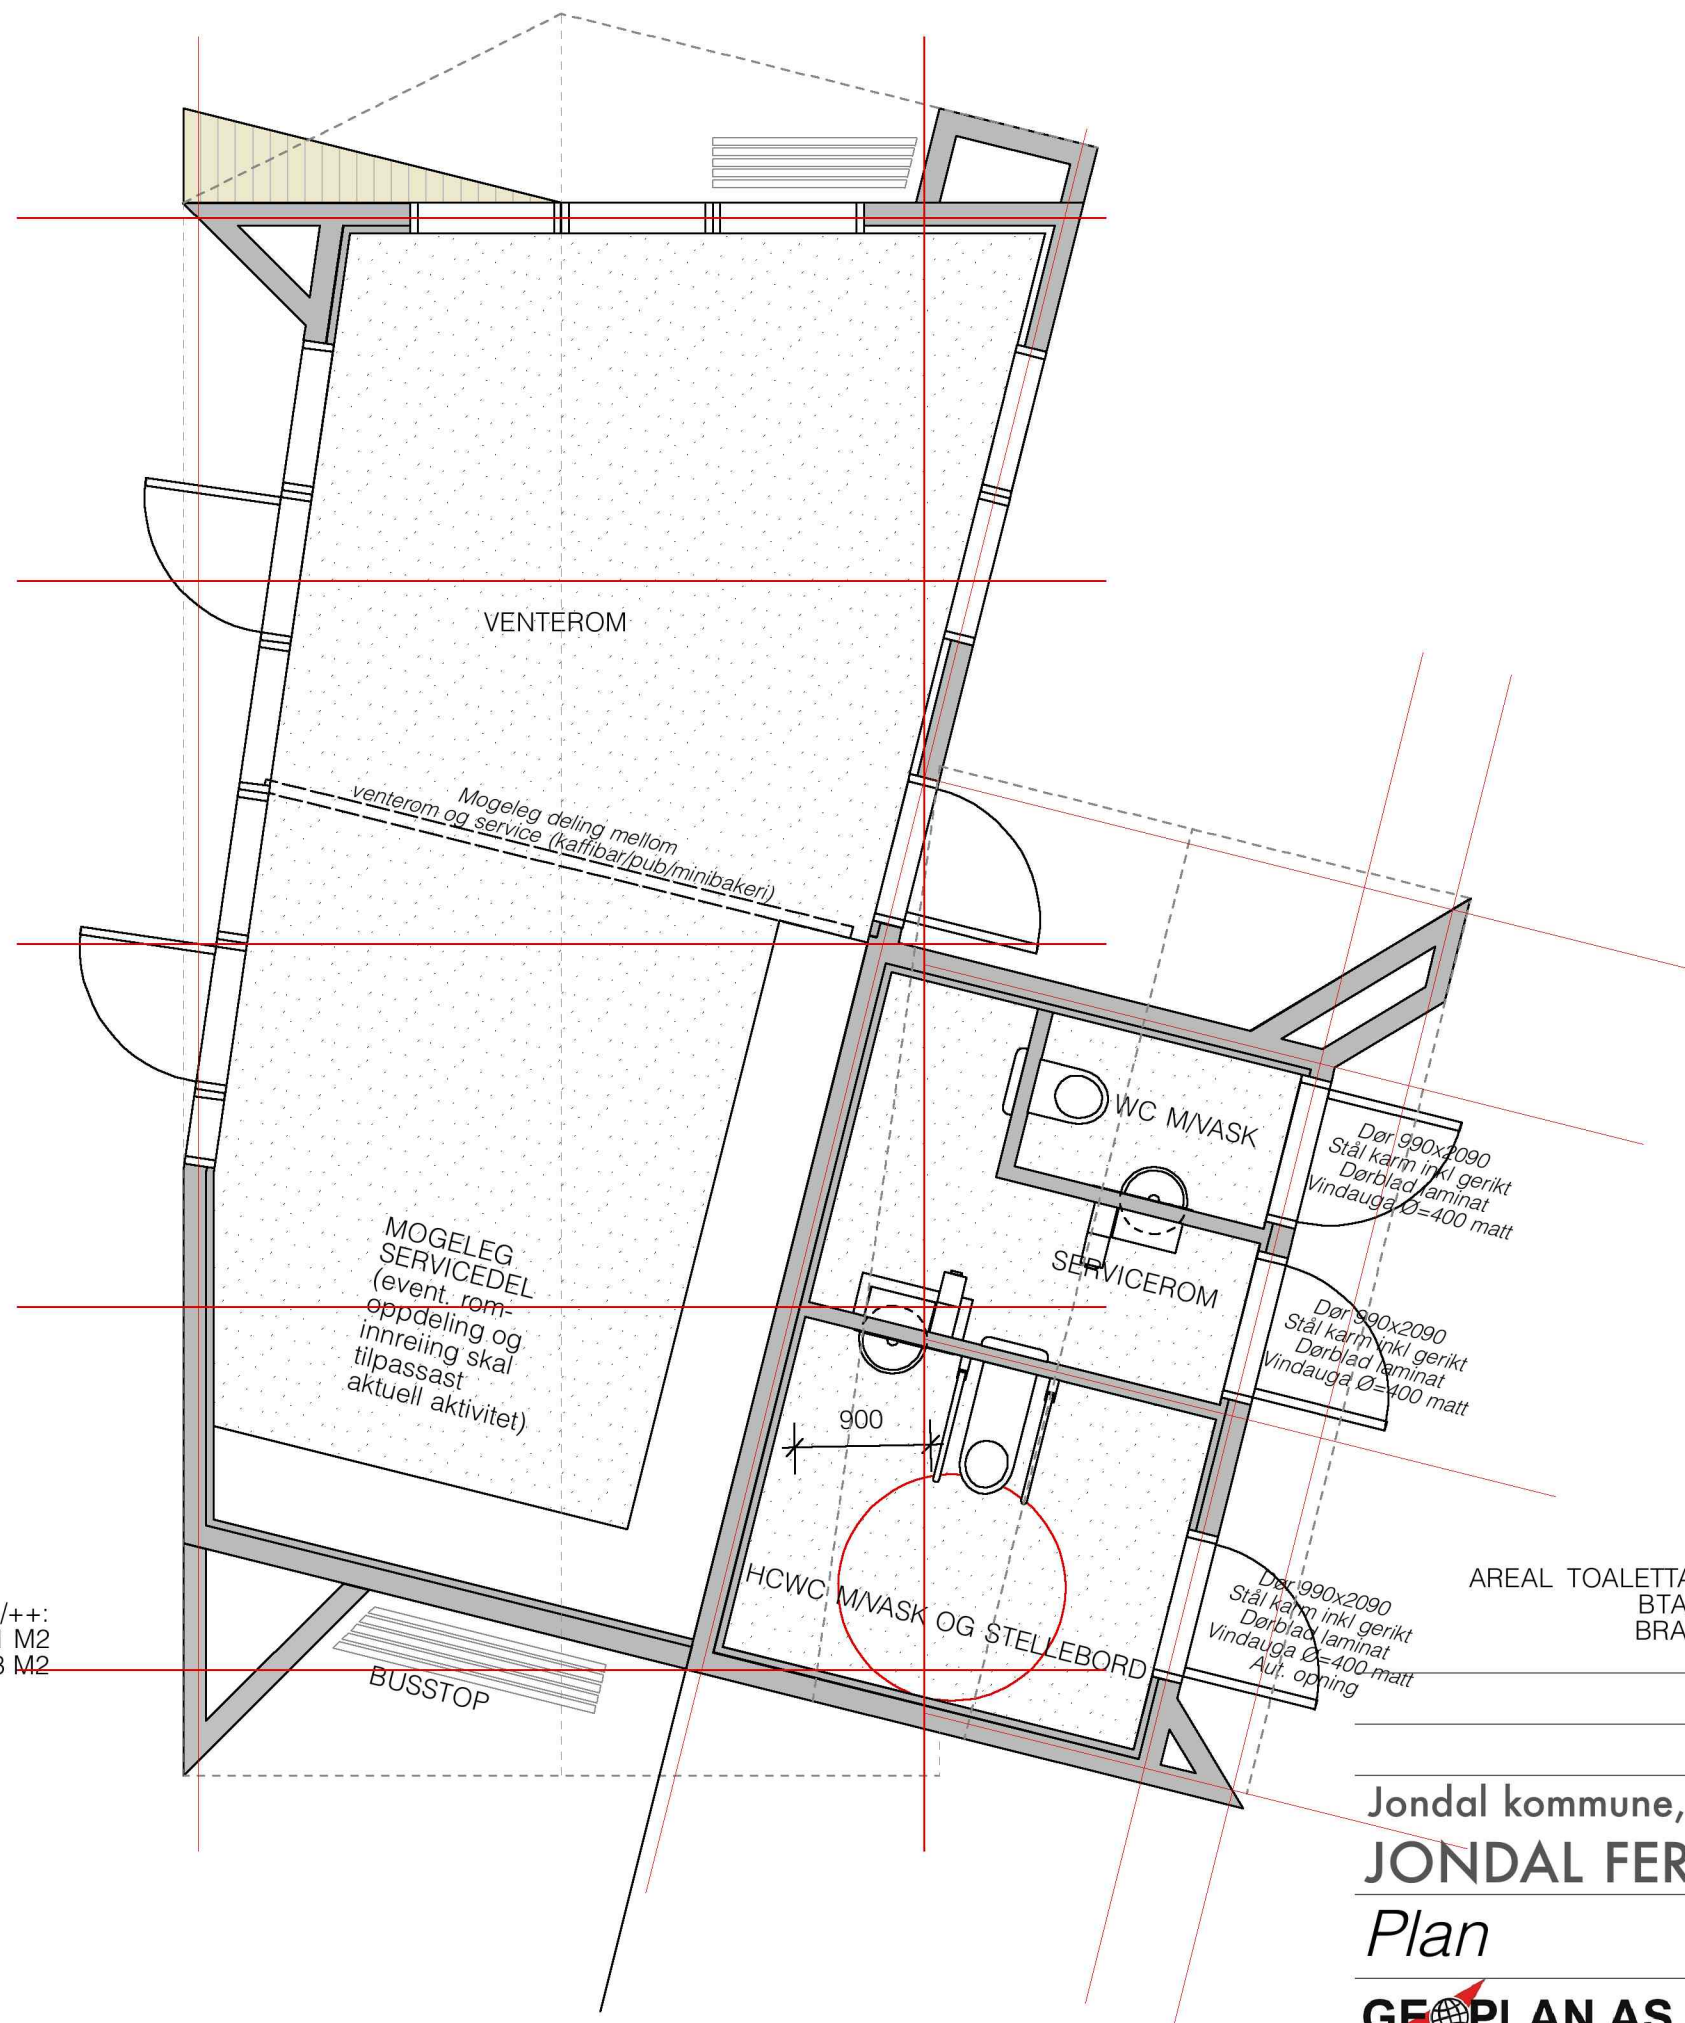 VENTEROM
Mogeleg deling mellom
venterom og service (kaffibar/pub/minibakeri)
WC M/VASK
Dør 990x2090
Stål karm inkl gerikt
Dørblad laminat
Vindauga Ø=400 matt
MOGELEG
SERVICEDEL
(event. rom-
oppdeling og
innreiing skal
tilpassast
aktuell aktivitet)
SERVICEROM
Dør 990x2090
Stål karm inkl gerikt
Dørblad laminat
Vindauga Ø=400 matt
900
HCWC M/VASK OG STELLEBORD
Dør 990x2090
Stål karm inkl gerikt
Dørblad laminat
Vindauga Ø=400 matt
Aut. opning
AREAL TOALETTA
BTA
BRA
/++:
M2
M2
BUSSTOP
Jondal kommune,
JONDAL FER
Plan
GEOPLAN AS